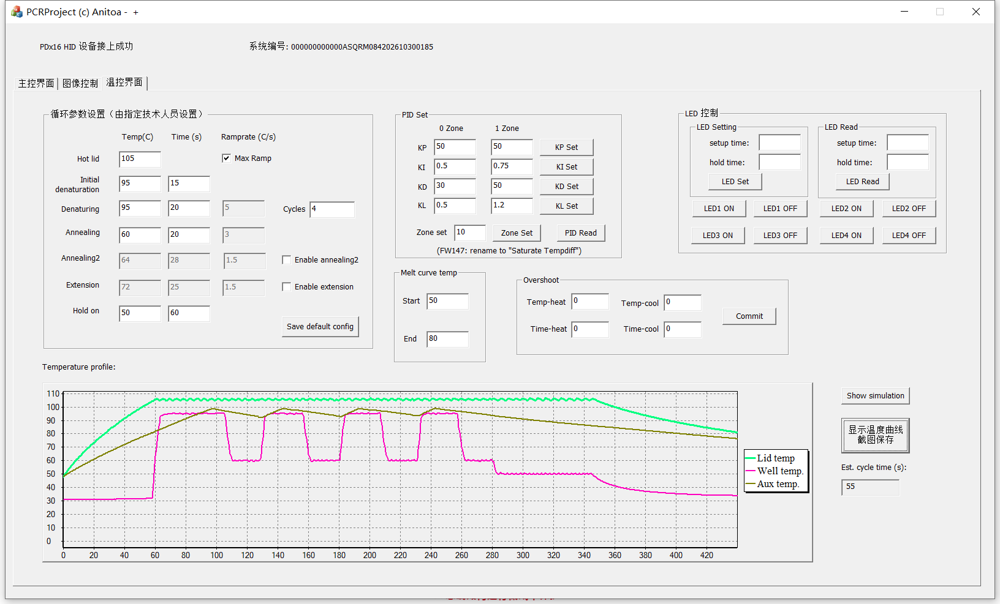 PCRProject (c) Anitoa - +
PDx16 HID 设备接上成功
系统编号: 000000000000ASQRM084202610300185
主控界面 图像控制 温控界面
循环参数设置（由指定技术人员设置）
Temp(C) Time (s) Ramprate (C/s)
Hot lid 105 Max Ramp
Initial denaturation 95 15
Denaturing 95 20 5 Cycles 4
Annealing 60 20 3
Annealing2 64 28 1.5 Enable annealing2
Extension 72 25 1.5 Enable extension
Hold on 50 60
Save default config
PID Set
0 Zone 1 Zone
KP 50 50 KP Set
KI 0.5 0.75 KI Set
KD 30 50 KD Set
KL 0.5 1.2 KL Set
Zone set 10 Zone Set PID Read
(FW147: rename to "Saturate Tempdiff")
LED 控制
LED Setting
setup time:
hold time:
LED Set
LED Read
setup time:
hold time:
LED Read
LED1 ON LED1 OFF LED2 ON LED2 OFF
LED3 ON LED3 OFF LED4 ON LED4 OFF
Melt curve temp
Start 50
End 80
Overshoot
Temp-heat 0 Temp-cool 0
Time-heat 0 Time-cool 0
Commit
Temperature profile:
110
100
90
80
70
60
50
40
30
20
10
0
0 20 40 60 80 100 120 140 160 180 200 220 240 260 280 300 320 340 360 380 400 420
Lid temp
Well temp.
Aux temp.
Show simulation
显示温度曲线
截图保存
Est. cycle time (s):
55